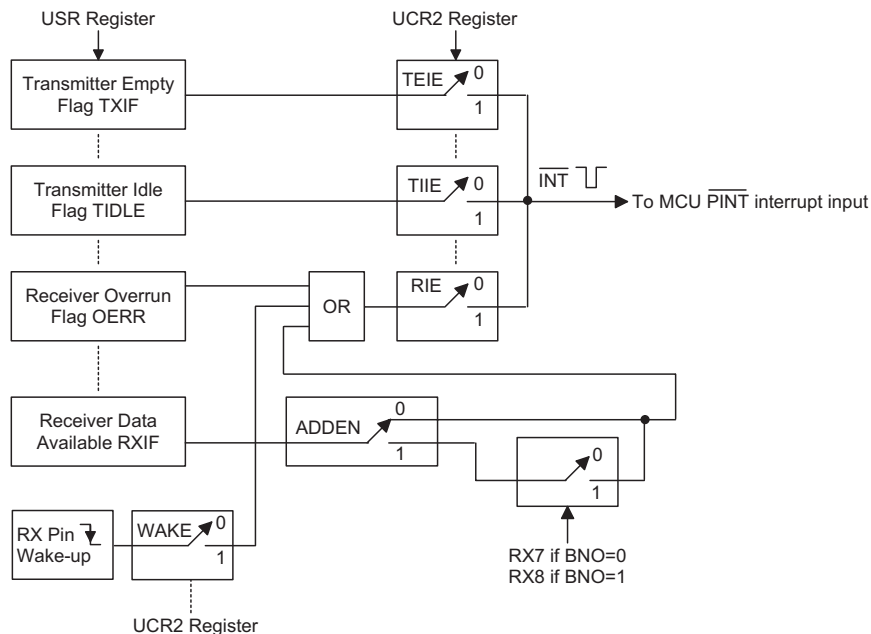 USR Register
UCR2 Register
Transmitter Empty
Flag TXIF
TEIE
0
1
Transmitter Idle
Flag TIDLE
TIIE
0
1
INT
To MCU PINT interrupt input
Receiver Overrun
Flag OERR
OR
RIE
0
1
Receiver Data
Available RXIF
ADDEN
0
1
0
1
RX Pin
Wake-up
WAKE
0
1
RX7 if BNO=0
RX8 if BNO=1
UCR2 Register